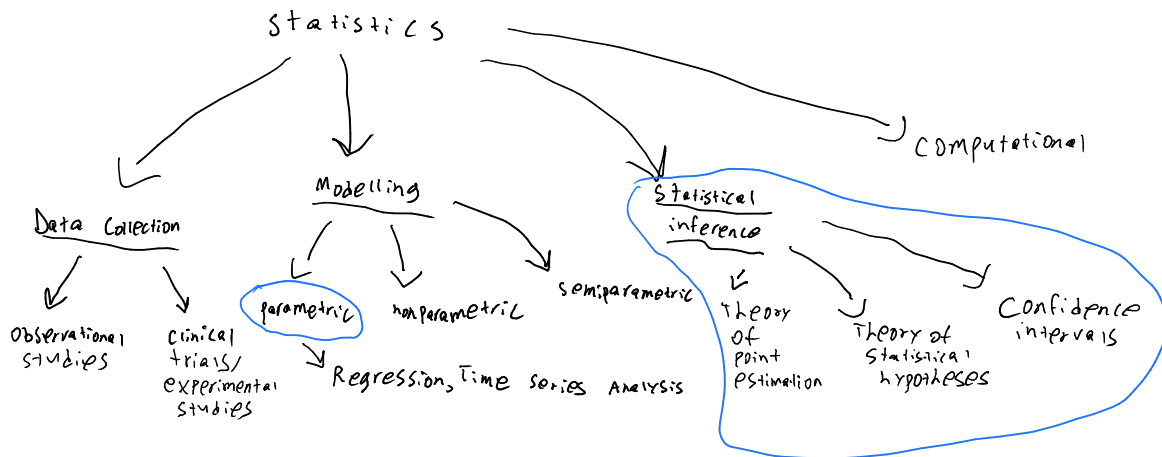 Statistics
Computational
Data Collection
Modelling
Statistical
inference
Observational
studies
Clinical
trials/
experimental
studies
parametric
nonparametric
semiparametric
Regression, Time Series Analysis
Theory
of
point
estimation
Theory of
statistical
hypotheses
Confidence
intervals